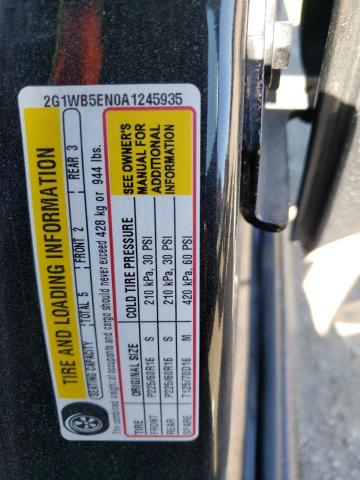 2G1WB5EN0A1245935
TIRE AND LOADING INFORMATION
SEATING CAPACITY TOTAL 5 FRONT 2 REAR 3
The combined weight of occupants and cargo should never exceed 428 kg or 944 lbs.
TIRE ORIGINAL SIZE COLD TIRE PRESSURE
FRONT P225/60R16 S 210 kPa, 30 PSI
REAR P225/60R16 S 210 kPa, 30 PSI
SPARE T125/70D16 M 420 kPa, 60 PSI
SEE OWNER'S
MANUAL FOR
ADDITIONAL
INFORMATION